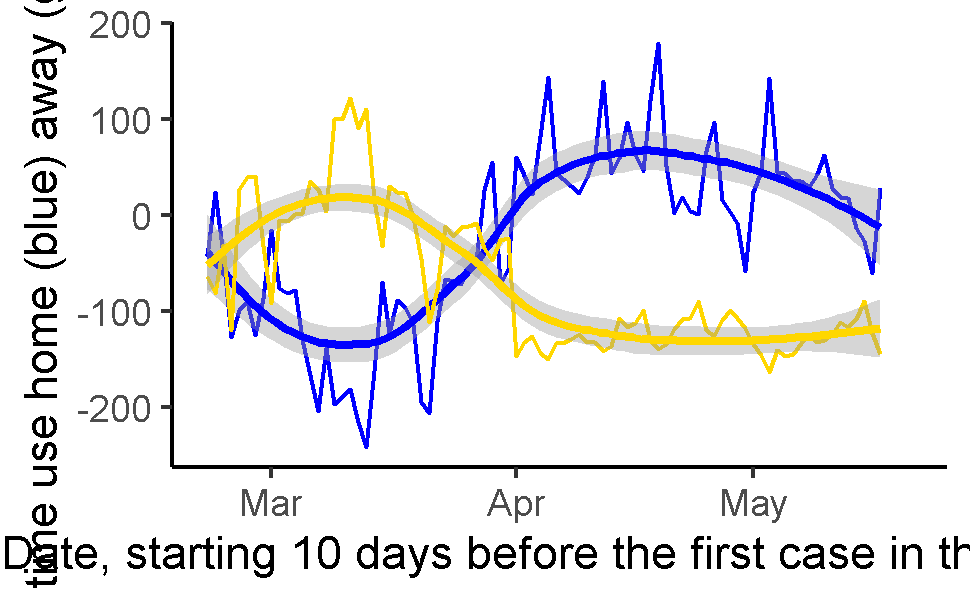 time use home (blue) away (
200
100
0
-100
-200
Mar Apr May
Date, starting 10 days before the first case in th